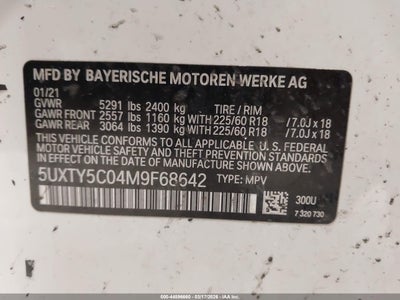 MFD BY BAYERISCHE MOTOREN WERKE AG
01/21
GVWR 5291 lbs 2400 kg TIRE / RIM
GAWR FRONT 2557 lbs 1160 kg WITH 225/60 R18 / 7.0J x 18
GAWR REAR 3064 lbs 1390 kg WITH 225/60 R18 / 7.0J x 18
THIS VEHICLE CONFORMS TO ALL APPLICABLE U.S. FEDERAL
MOTOR VEHICLE SAFETY STANDARDS IN EFFECT ON THE DATE OF
MANUFACTURE SHOWN ABOVE.
5UXTY5C04M9F68642 TYPE: MPV
300U
7 320 730